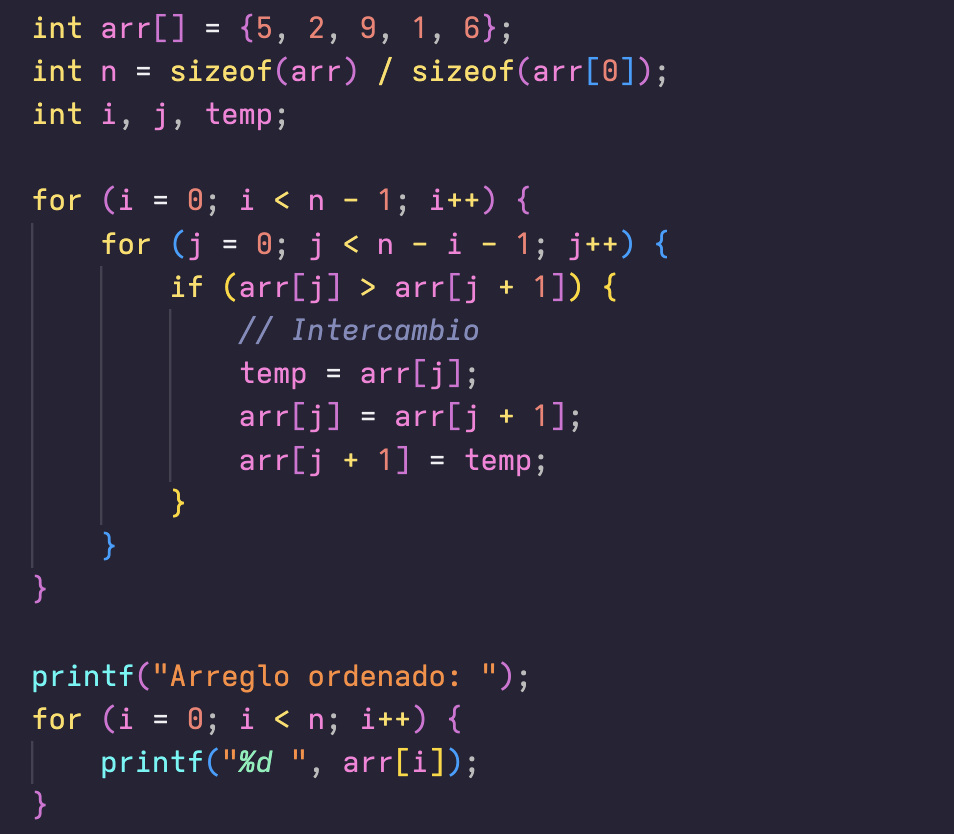 int arr[] = {5, 2, 9, 1, 6};
int n = sizeof(arr) / sizeof(arr[0]);
int i, j, temp;

for (i = 0; i < n - 1; i++) {
    for (j = 0; j < n - i - 1; j++) {
        if (arr[j] > arr[j + 1]) {
            // Intercambio
            temp = arr[j];
            arr[j] = arr[j + 1];
            arr[j + 1] = temp;
        }
    }
}

printf("Arreglo ordenado: ");
for (i = 0; i < n; i++) {
    printf("%d ", arr[i]);
}